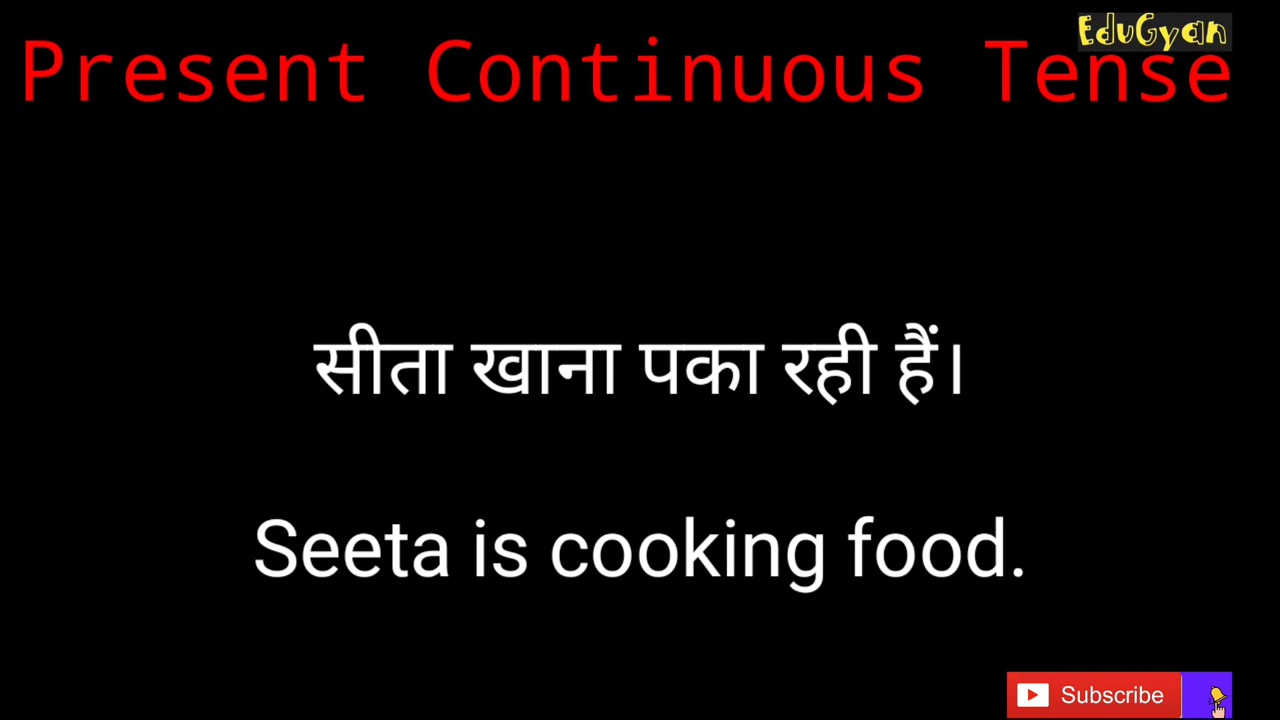 EduGyan
Present Continuous Tense
सीता खाना पका रही हैं।
Seeta is cooking food.
Subscribe